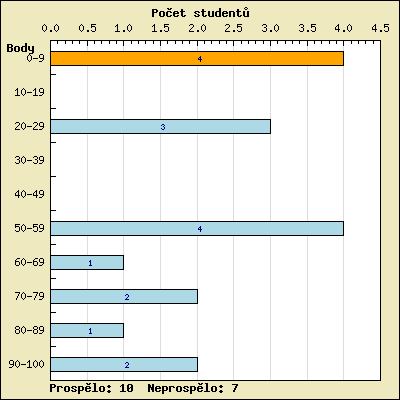 Počet studentů
0.0 0.5 1.0 1.5 2.0 2.5 3.0 3.5 4.0 4.5
Body
0-9 4
10-19
20-29 3
30-39
40-49
50-59 4
60-69 1
70-79 2
80-89 1
90-100 2
Prospělo: 10 Neprospělo: 7